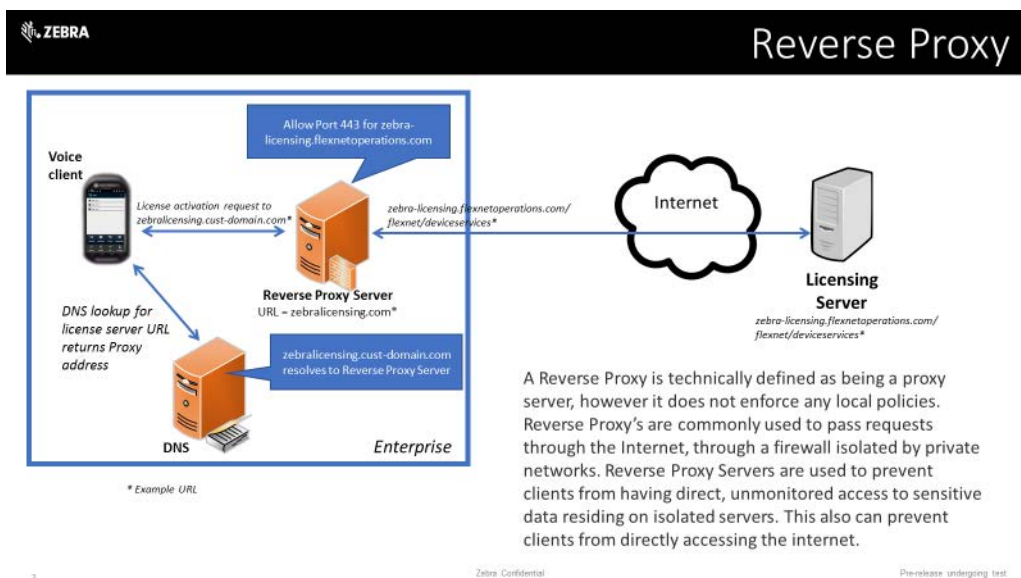 ZEBRA
Reverse Proxy
Allow Port 443 for zebra-
licensing.flexnetoperations.com
Voice
client
License activation request to
zebralicensing.cust-domain.com*
zebra-licensing.flexnetoperations.com/
flexnet/deviceservices*
Internet
Reverse Proxy Server
URL – zebralicensing.com*
Licensing
Server
zebra-licensing.flexnetoperations.com/
flexnet/deviceservices*
DNS lookup for
license server URL
returns Proxy
address
zebralicensing.cust-domain.com
resolves to Reverse Proxy Server
DNS
Enterprise
* Example URL
A Reverse Proxy is technically defined as being a proxy
server, however it does not enforce any local policies.
Reverse Proxy's are commonly used to pass requests
through the Internet, through a firewall isolated by private
networks. Reverse Proxy Servers are used to prevent
clients from having direct, unmonitored access to sensitive
data residing on isolated servers. This also can prevent
clients from directly accessing the internet.
Zebra Confidential
Pre-release undergoing test